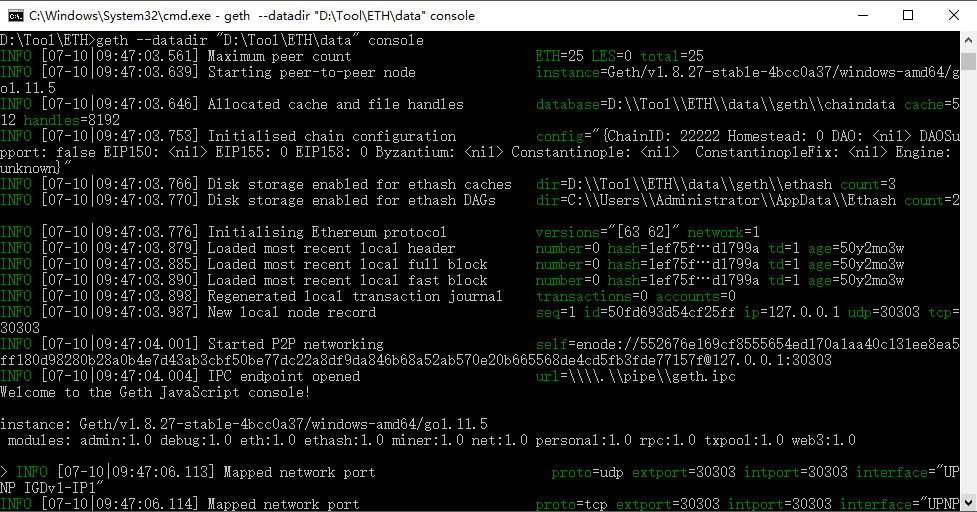 C:\Windows\System32\cmd.exe - geth  --datadir "D:\Tool\ETH\data" console
D:\Tool\ETH>geth --datadir "D:\Tool\ETH\data" console
INFO [07-10|09:47:03.561] Maximum peer count                       ETH=25 LES=0 total=25
INFO [07-10|09:47:03.639] Starting peer-to-peer node               instance=Geth/v1.8.27-stable-4bcc0a37/windows-amd64/g
o1.11.5
INFO [07-10|09:47:03.646] Allocated cache and file handles         database=D:\\Tool\\ETH\\data\\geth\\chaindata cache=5
12 handles=8192
INFO [07-10|09:47:03.753] Initialised chain configuration          config="{ChainID: 22222 Homestead: 0 DAO: <nil> DAOSu
pport: false EIP150: <nil> EIP155: 0 EIP158: 0 Byzantium: <nil> Constantinople: <nil>  ConstantinopleFix: <nil> Engine:
unknown}"
INFO [07-10|09:47:03.766] Disk storage enabled for ethash caches   dir=D:\\Tool\\ETH\\data\\geth\\ethash count=3
INFO [07-10|09:47:03.770] Disk storage enabled for ethash DAGs     dir=C:\\Users\\Administrator\\AppData\\Ethash count=2
INFO [07-10|09:47:03.776] Initialising Ethereum protocol           versions="[63 62]" network=1
INFO [07-10|09:47:03.879] Loaded most recent local header          number=0 hash=1ef75f…d1799a td=1 age=50y2mo3w
INFO [07-10|09:47:03.885] Loaded most recent local full block      number=0 hash=1ef75f…d1799a td=1 age=50y2mo3w
INFO [07-10|09:47:03.890] Loaded most recent local fast block      number=0 hash=1ef75f…d1799a td=1 age=50y2mo3w
INFO [07-10|09:47:03.898] Regenerated local transaction journal    transactions=0 accounts=0
INFO [07-10|09:47:03.987] New local node record                    seq=1 id=50fd693d54cf25ff ip=127.0.0.1 udp=30303 tcp=
30303
INFO [07-10|09:47:04.001] Started P2P networking                   self=enode://552676e169cf8555654ed170a1aa40c131ee8ea5
ff180d98280b28a0b4e7d43ab3cbf50be77dc22a8df9da846b68a52ab570e20b665568de4cd5fb3fde77157f@127.0.0.1:30303
INFO [07-10|09:47:04.004] IPC endpoint opened                      url=\\\\.\\pipe\\geth.ipc
Welcome to the Geth JavaScript console!
instance: Geth/v1.8.27-stable-4bcc0a37/windows-amd64/go1.11.5
 modules: admin:1.0 debug:1.0 eth:1.0 ethash:1.0 miner:1.0 net:1.0 personal:1.0 rpc:1.0 txpool:1.0 web3:1.0
> INFO [07-10|09:47:06.113] Mapped network port                      proto=udp extport=30303 intport=30303 interface="UP
NP IGDv1-IP1"
INFO [07-10|09:47:06.114] Mapped network port                      proto=tcp extport=30303 intport=30303 interface="UPNP